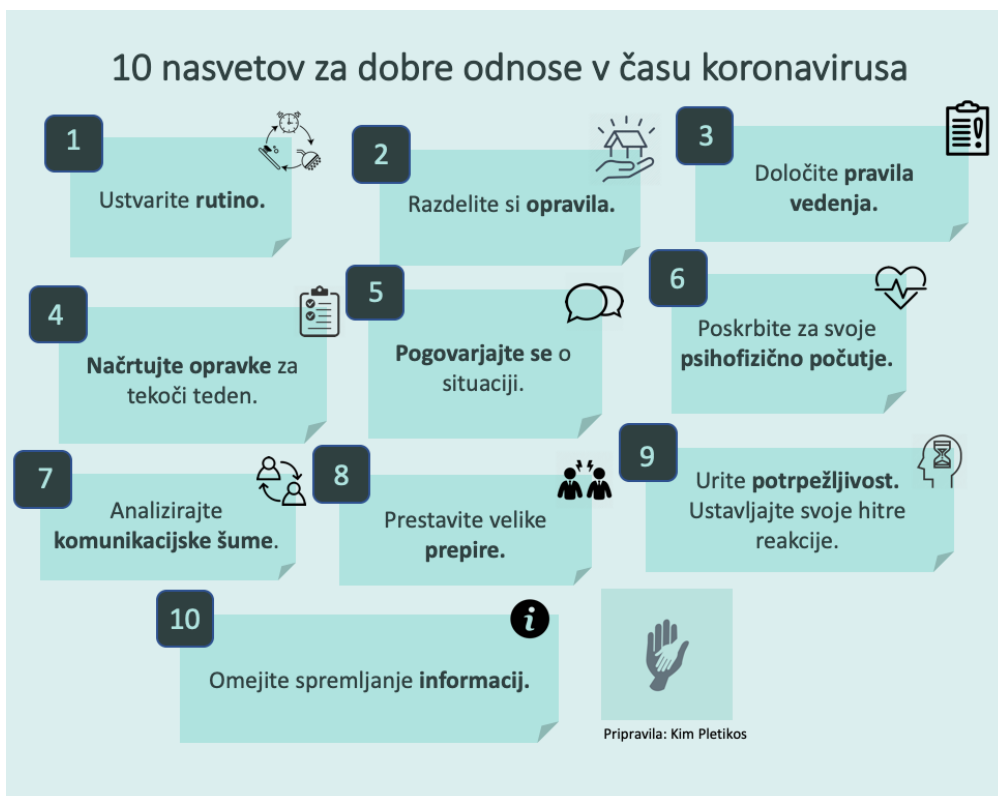 10 nasvetov za dobre odnose v času koronavirusa
1
Ustvarite rutino.
2
Razdelite si opravila.
3
Določite pravila
vedenja.
4
Načrtujte opravke za
tekoči teden.
5
Pogovarjajte se o
situaciji.
6
Poskrbite za svoje
psihofizično počutje.
7
Analizirajte
komunikacijske šume.
8
Prestavite velike
prepire.
9
Urite potrpežljivost.
Ustavljajte svoje hitre
reakcije.
10
Omejite spremljanje informacij.
Pripravila: Kim Pletikos